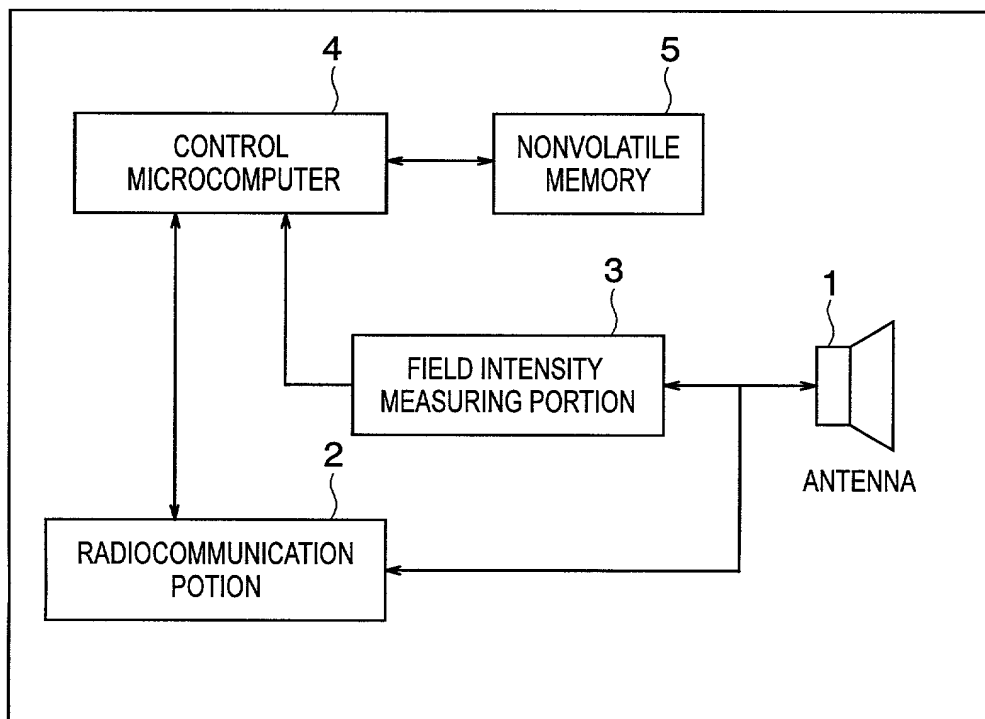 4
5
CONTROL
MICROCOMPUTER
NONVOLATILE
MEMORY
3
1
FIELD INTENSITY
MEASURING PORTION
2
ANTENNA
RADIOCOMMUNICATION
POTION